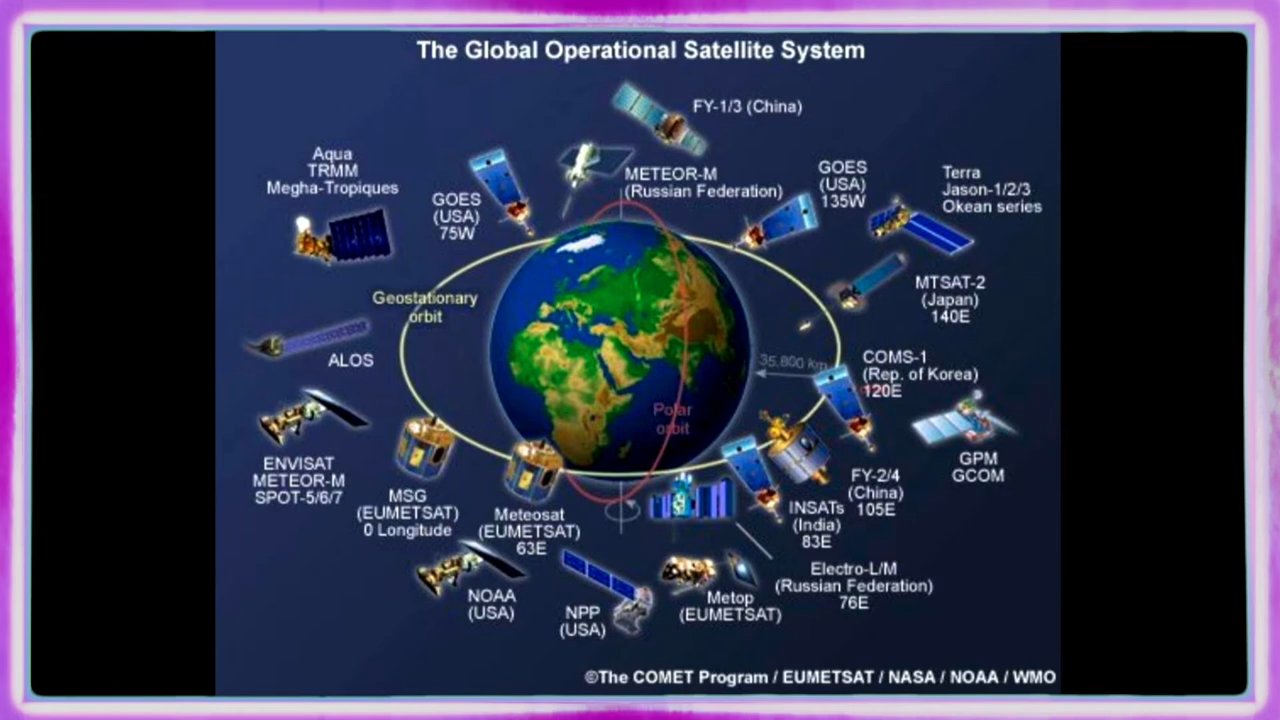 The Global Operational Satellite System
FY-1/3 (China)
Aqua
TRMM
Megha-Tropiques
GOES
(USA)
75W
METEOR-M
(Russian Federation)
GOES
(USA)
135W
Terra
Jason-1/2/3
Okean series
Geostationary
orbit
MTSAT-2
(Japan)
140E
ALOS
35,800 km
COMS-1
(Rep. of Korea)
120E
Polar
orbit
GPM
GCOM
ENVISAT
METEOR-M
SPOT-5/6/7
MSG
(EUMETSAT)
0 Longitude
Meteosat
(EUMETSAT)
63E
INSATs
(India)
83E
FY-2/4
(China)
105E
Electro-L/M
(Russian Federation)
76E
NOAA
(USA)
NPP
(USA)
Metop
(EUMETSAT)
©The COMET Program / EUMETSAT / NASA / NOAA / WMO